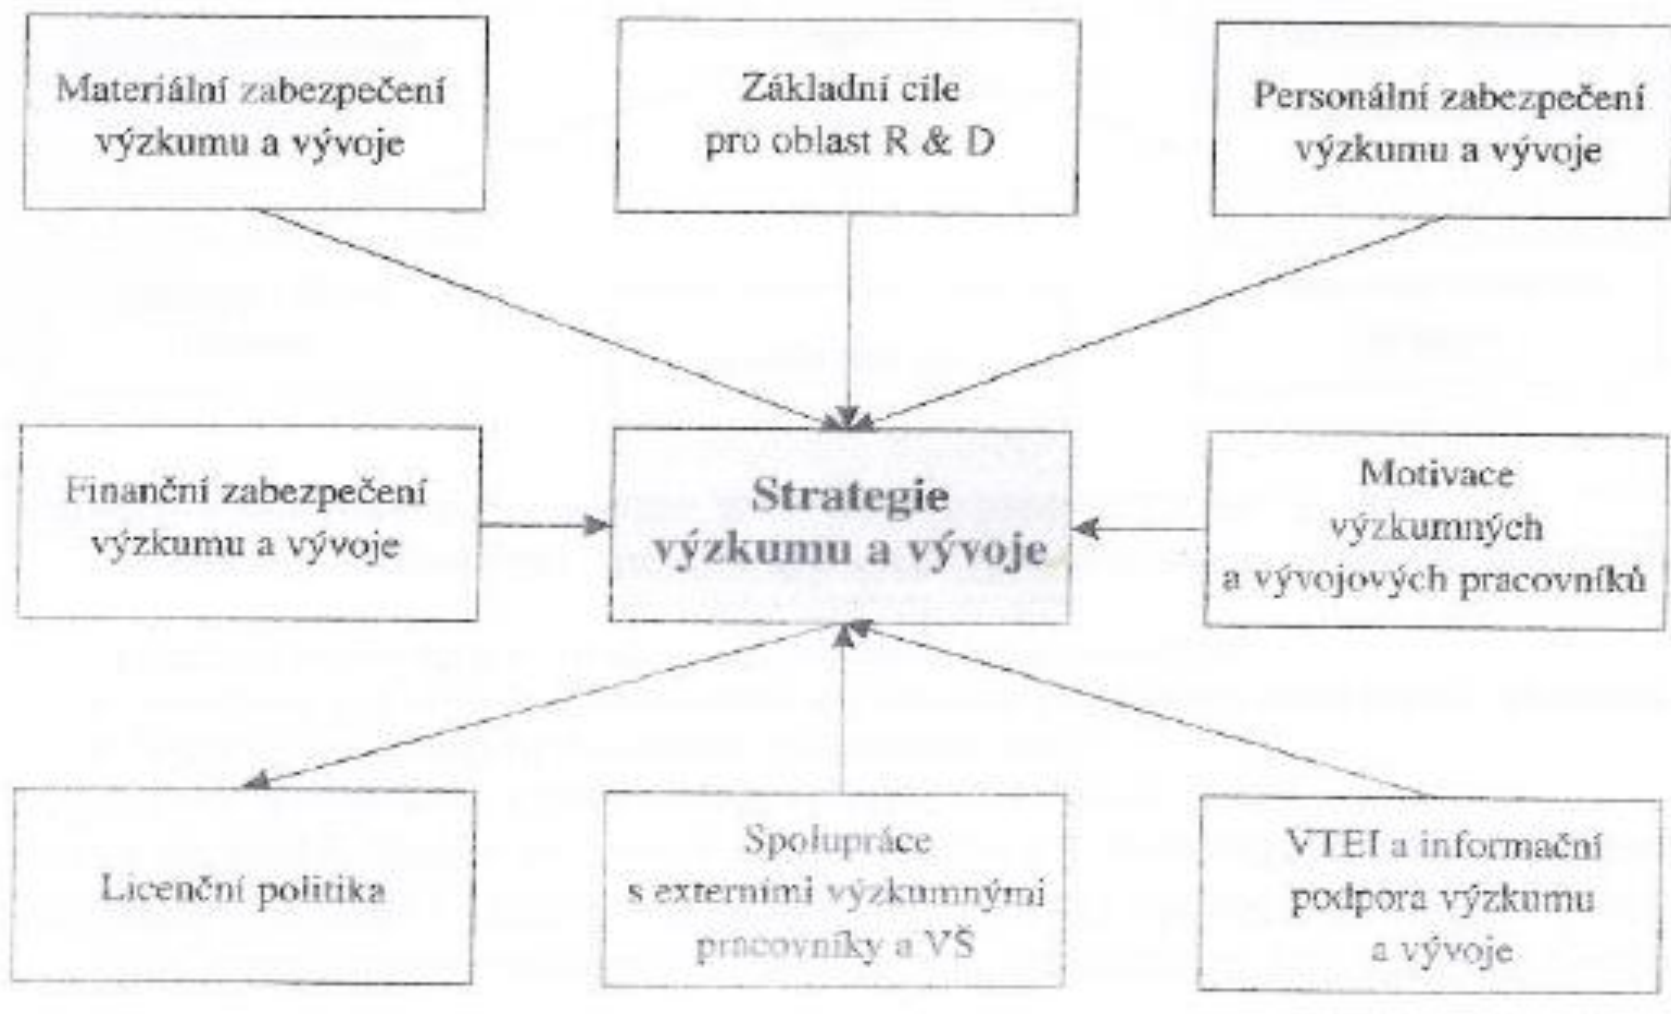 Materiální zabezpečení
výzkumu a vývoje
Základní cíle
pro oblast R & D
Personální zabezpečení
výzkumu a vývoje
Finanční zabezpečení
výzkumu a vývoje
Strategie
výzkumu a vývoje
Motivace
výzkumných
a vývojových pracovníků
Licenční politika
Spolupráce
s externími výzkumnými
pracovníky a VŠ
VTEI a informační
podpora výzkumu
a vývoje